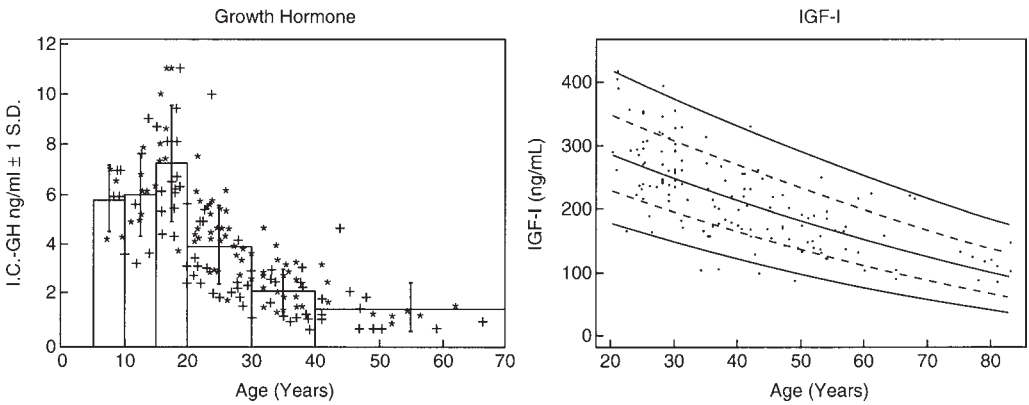 Growth Hormone
I.C.-GH ng/ml ± 1 S.D.
12
10
8
6
4
2
0
0 10 20 30 40 50 60 70
Age (Years)
IGF-I
IGF-I (ng/mL)
400
300
200
100
0
20 30 40 50 60 70 80
Age (Years)